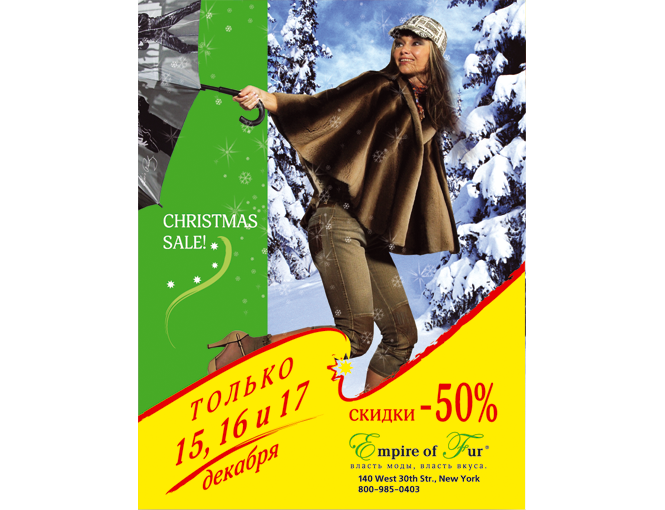 CHRISTMAS
SALE!
ТОЛЬКО
15, 16 и 17
декабря
скидки -50%
Empire of Fur®
власть моды, власть вкуса.
140 West 30th Str., New York
800-985-0403